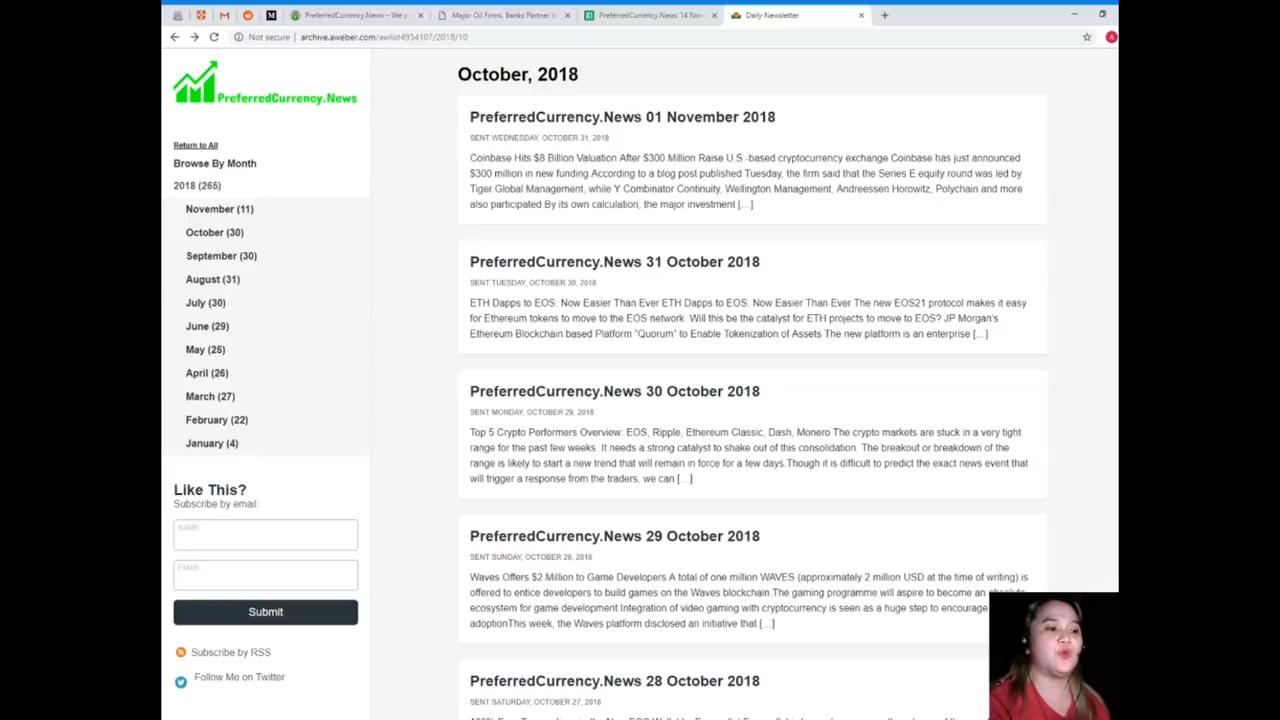 PreferredCurrency.News – We p
Major Oil Firms, Banks Partner to
PreferredCurrency.News 14 Nov
Daily Newsletter
Not secure | archive.aweber.com/awlist4934107/2018/10
A
PreferredCurrency.News
Return to All
Browse By Month
2018 (265)
November (11)
October (30)
September (30)
August (31)
July (30)
June (29)
May (25)
April (26)
March (27)
February (22)
January (4)
Like This?
Subscribe by email:
NAME:
EMAIL:
Submit
Subscribe by RSS
Follow Me on Twitter
October, 2018
PreferredCurrency.News 01 November 2018
SENT WEDNESDAY, OCTOBER 31, 2018
Coinbase Hits $8 Billion Valuation After $300 Million Raise U.S.-based cryptocurrency exchange Coinbase has just announced
$300 million in new funding.According to a blog post published Tuesday, the firm said that the Series E equity round was led by
Tiger Global Management, while Y Combinator Continuity, Wellington Management, Andreessen Horowitz, Polychain and more
also participated.By its own calculation, the major investment […]
PreferredCurrency.News 31 October 2018
SENT TUESDAY, OCTOBER 30, 2018
ETH Dapps to EOS: Now Easier Than Ever ETH Dapps to EOS: Now Easier Than Ever The new EOS21 protocol makes it easy
for Ethereum tokens to move to the EOS network. Will this be the catalyst for ETH projects to move to EOS? JP Morgan's
Ethereum Blockchain based Platform "Quorum" to Enable Tokenization of Assets The new platform is an enterprise […]
PreferredCurrency.News 30 October 2018
SENT MONDAY, OCTOBER 29, 2018
Top 5 Crypto Performers Overview: EOS, Ripple, Ethereum Classic, Dash, Monero The crypto markets are stuck in a very tight
range for the past few weeks. It needs a strong catalyst to shake out of this consolidation. The breakout or breakdown of the
range is likely to start a new trend that will remain in force for a few days.Though it is difficult to predict the exact news event that
will trigger a response from the traders, we can […]
PreferredCurrency.News 29 October 2018
SENT SUNDAY, OCTOBER 28, 2018
Waves Offers $2 Million to Game Developers A total of one million WAVES (approximately 2 million USD at the time of writing) is
offered to entice developers to build games on the Waves blockchain.The gaming programme will aspire to become an absolute
ecosystem for game development Integration of video gaming with cryptocurrency is seen as a huge step to encourage
adoptionThis week, the Waves platform disclosed an initiative that […]
PreferredCurrency.News 28 October 2018
SENT SATURDAY, OCTOBER 27, 2018